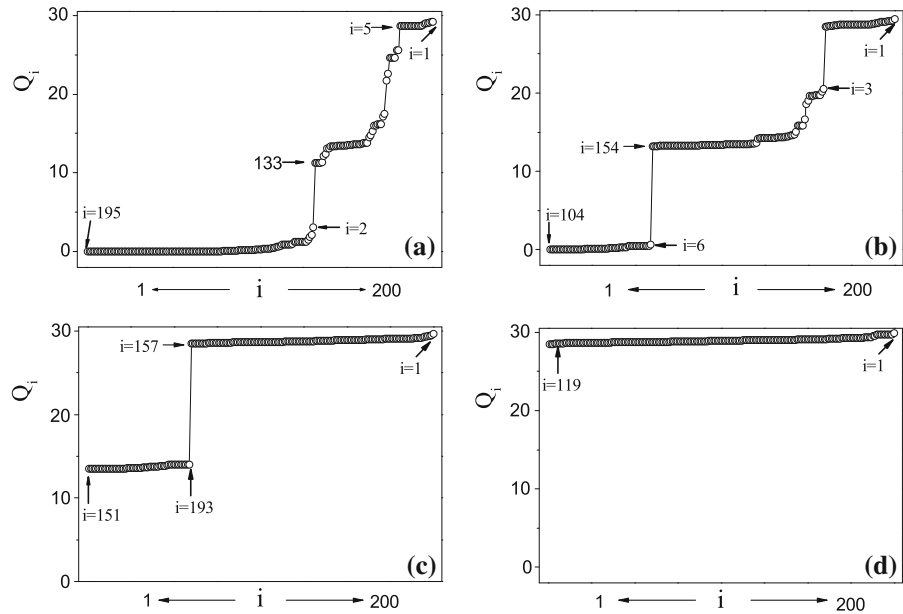 30
20
10
0
Q_i
i=195
133
i=2
i=5
i=1
(a)
1 ← i → 200
30
20
10
0
Q_i
i=104
i=154
i=6
i=3
i=1
(b)
1 ← i → 200
30
20
10
0
Q_i
i=157
i=151
i=193
i=1
(c)
1 ← i → 200
30
20
10
0
Q_i
i=119
i=1
(d)
1 ← i → 200